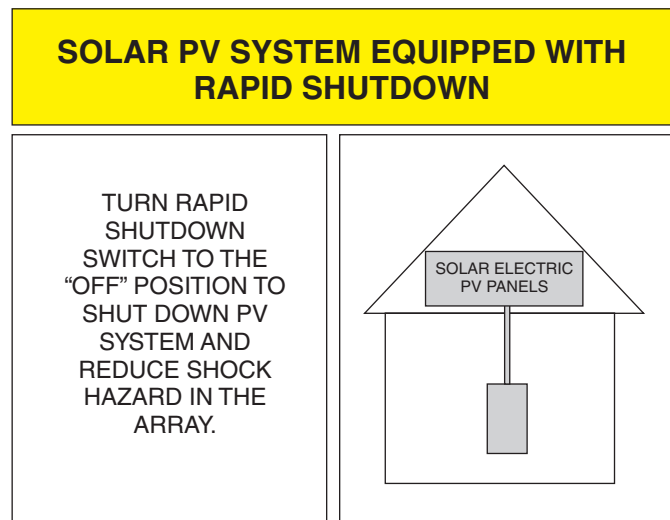 SOLAR PV SYSTEM EQUIPPED WITH
RAPID SHUTDOWN
TURN RAPID
SHUTDOWN
SWITCH TO THE
“OFF” POSITION TO
SHUT DOWN PV
SYSTEM AND
REDUCE SHOCK
HAZARD IN THE
ARRAY.
SOLAR ELECTRIC
PV PANELS